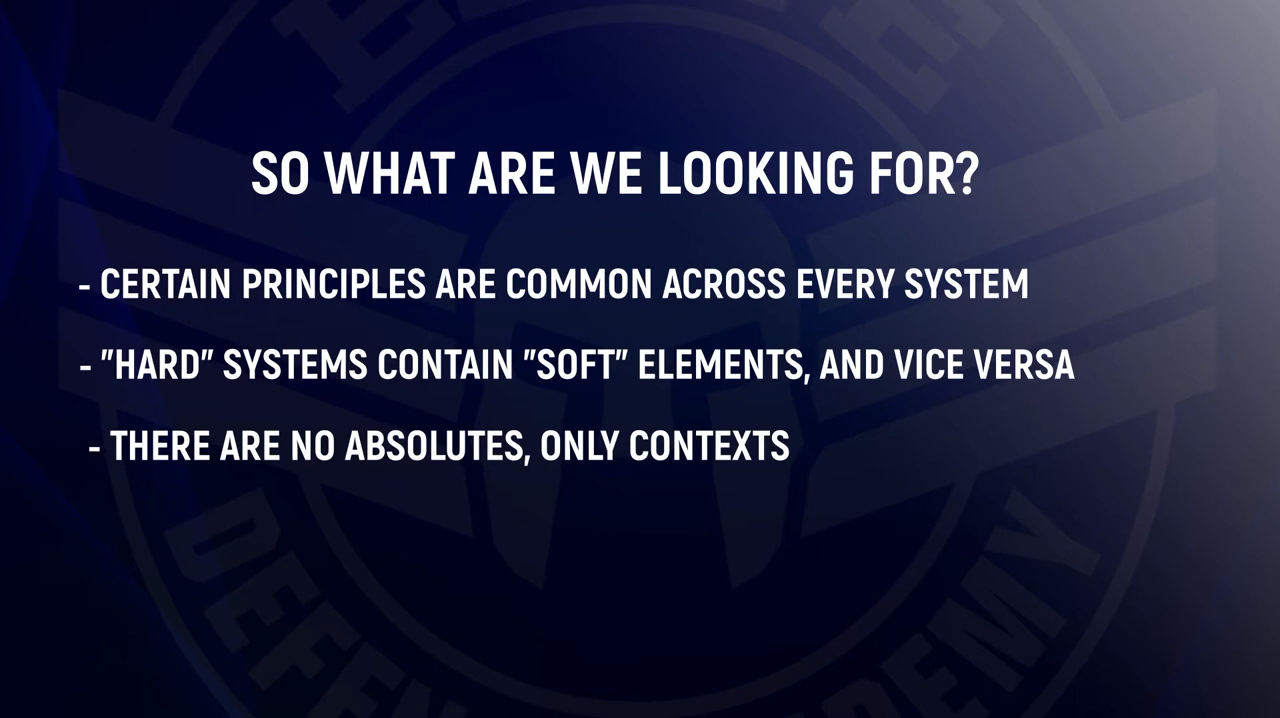 SO WHAT ARE WE LOOKING FOR?
- CERTAIN PRINCIPLES ARE COMMON ACROSS EVERY SYSTEM
- "HARD" SYSTEMS CONTAIN "SOFT" ELEMENTS, AND VICE VERSA
- THERE ARE NO ABSOLUTES, ONLY CONTEXTS